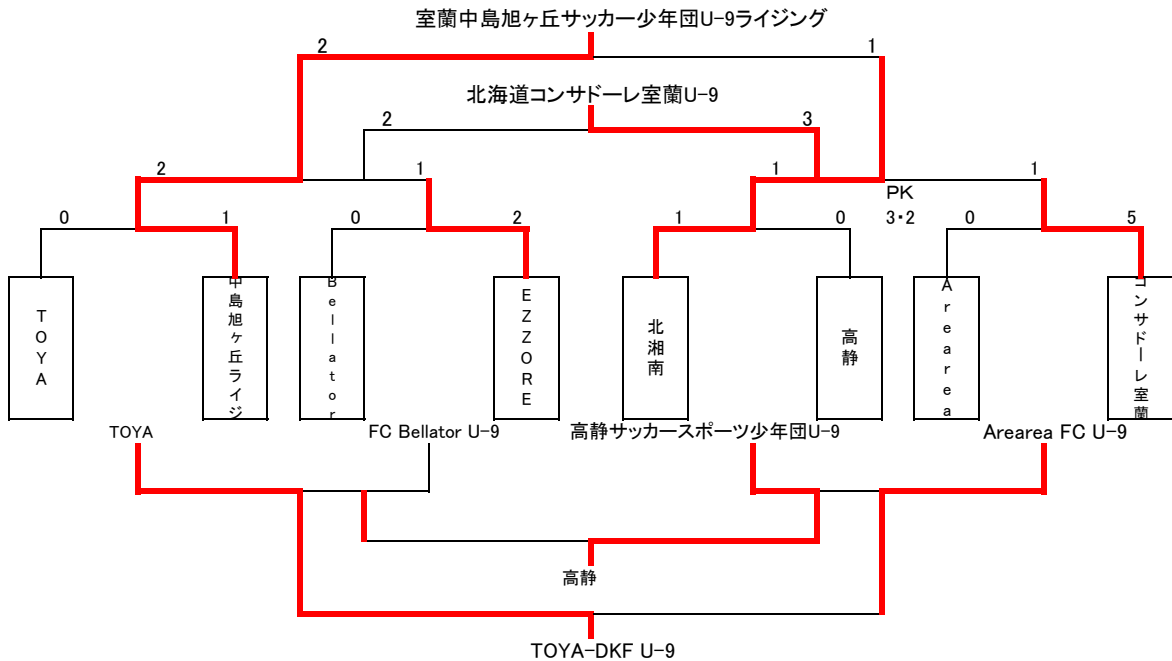 室蘭中島旭ヶ丘サッカー少年団U-9ライジング
2 1
北海道コンサドーレ室蘭U-9
2 3
2 1 1 1
PK
0 1 0 2 1 0 3・2 0 5
TOYA
中島旭ヶ丘ライジ
Bellator
EZZORE
北湘南
高静
Arearea
コンサドーレ室蘭
TOYA FC Bellator U-9 高静サッカースポーツ少年団U-9 Arearea FC U-9
高静
TOYA-DKF U-9